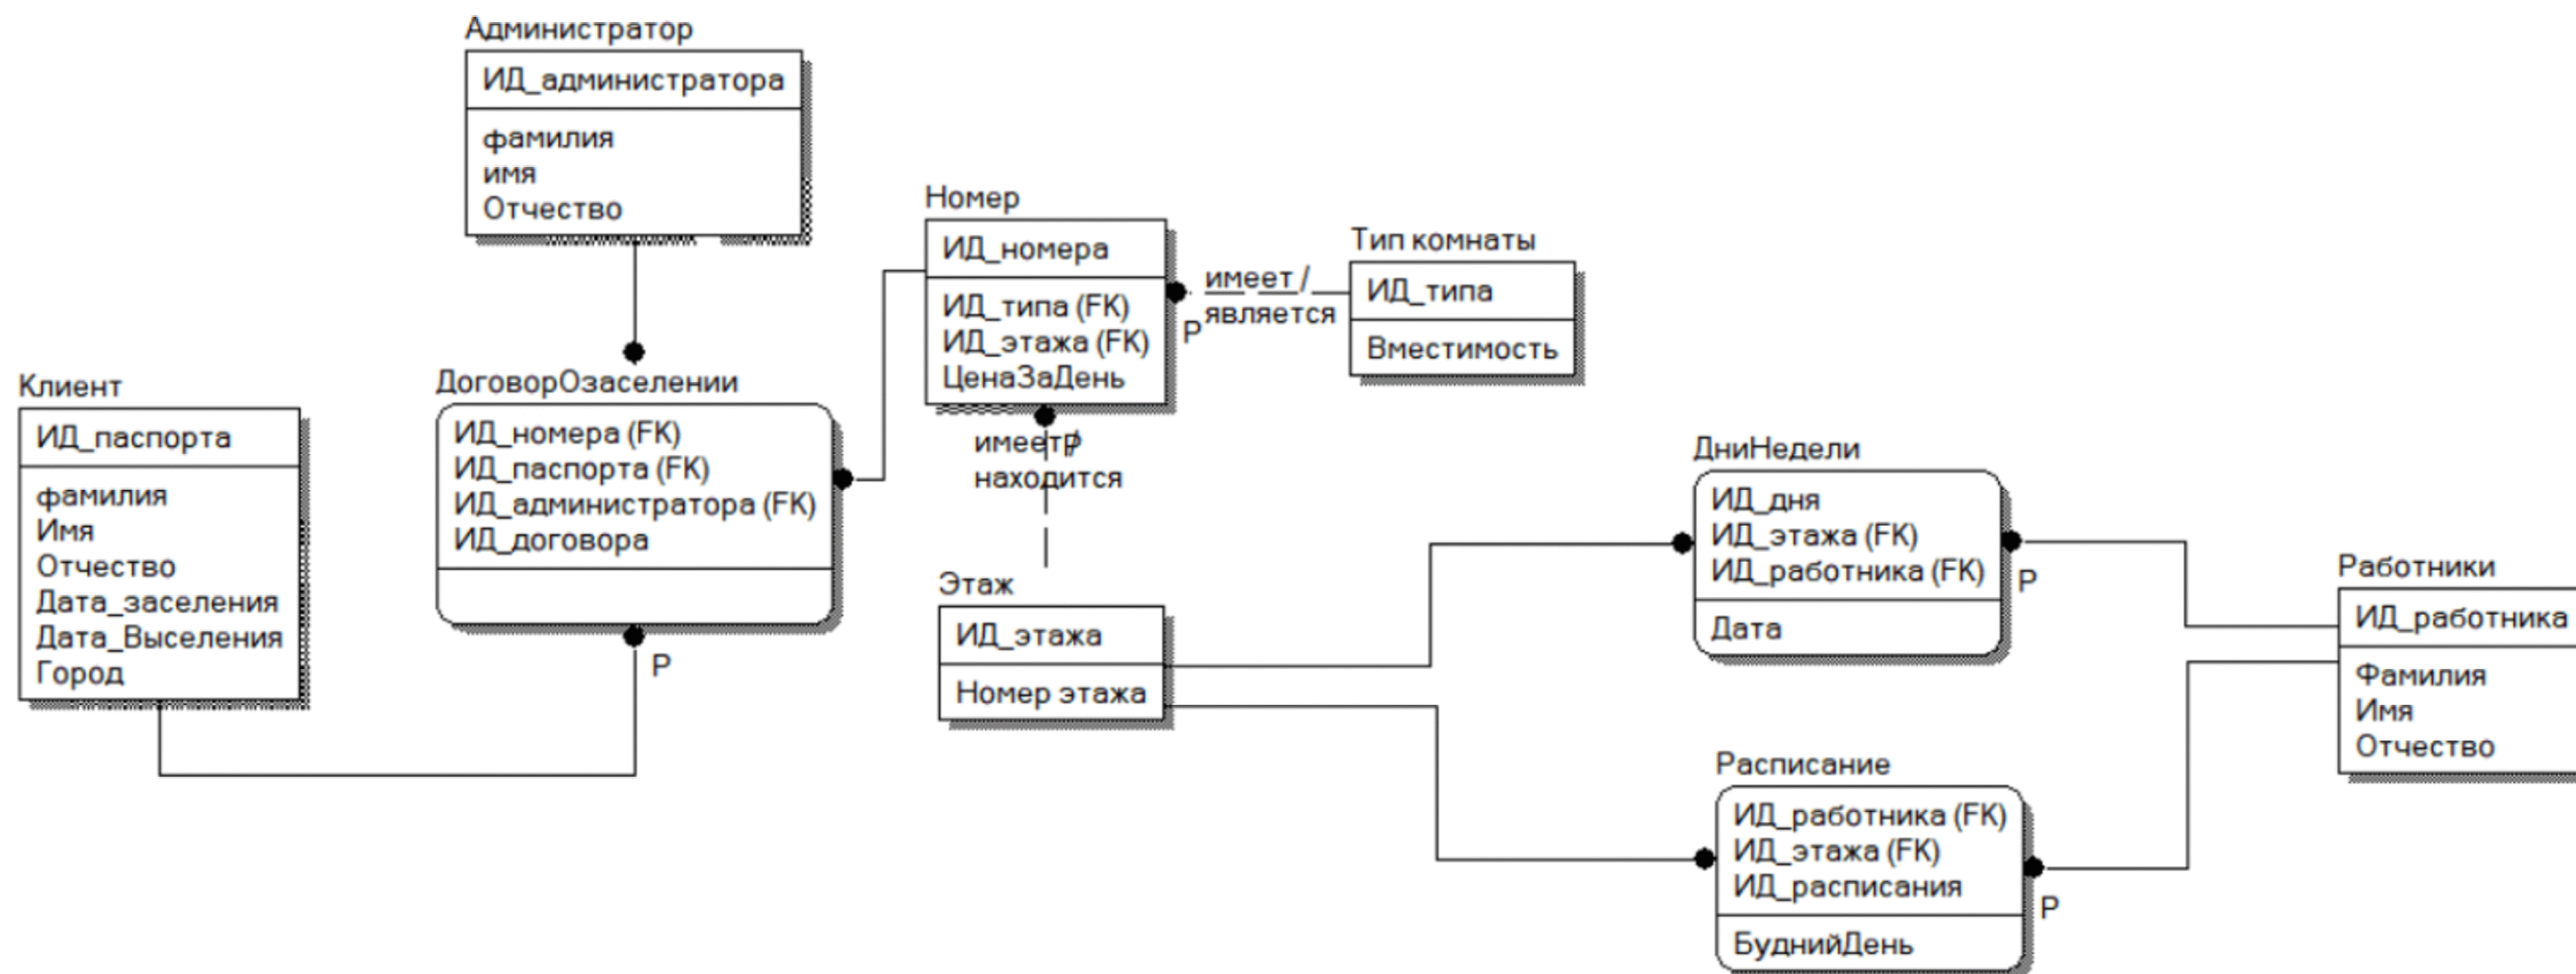 Администратор
ИД_администратора
фамилия
имя
Отчество
Клиент
ИД_паспорта
фамилия
Имя
Отчество
Дата_заселения
Дата_Выселения
Город
ДоговорОзаселении
ИД_номера (FK)
ИД_паспорта (FK)
ИД_администратора (FK)
ИД_договора
P
Номер
ИД_номера
ИД_типа (FK)
ИД_этажа (FK)
ЦенаЗаДень
имеет /
является
P
Тип комнаты
ИД_типа
Вместимость
имеет /
P
находится
Этаж
ИД_этажа
Номер этажа
ДниНедели
ИД_дня
ИД_этажа (FK)
ИД_работника (FK)
Дата
P
Работники
ИД_работника
Фамилия
Имя
Отчество
Расписание
ИД_работника (FK)
ИД_этажа (FK)
ИД_расписания
БуднийДень
P